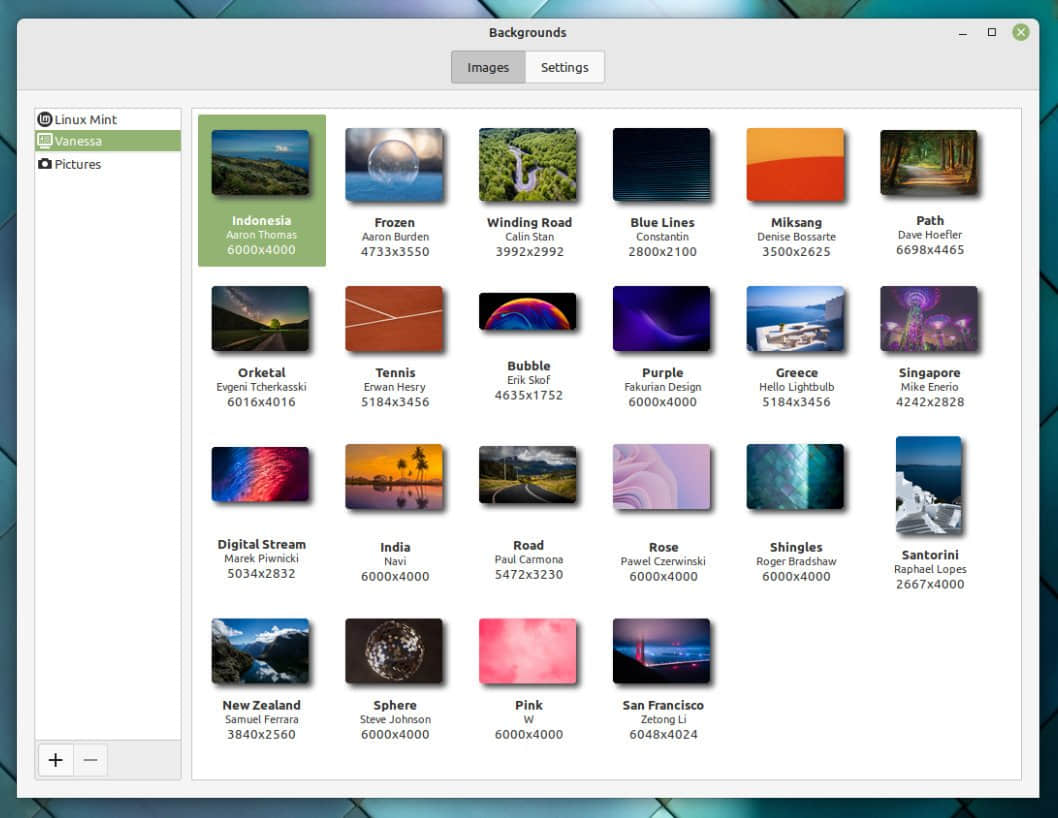 Backgrounds
Images
Settings
Linux Mint
Vanessa
Pictures
Indonesia
Aaron Thomas
6000x4000
Frozen
Aaron Burden
4733x3550
Winding Road
Calin Stan
3992x2992
Blue Lines
Constantin
2800x2100
Miksang
Denise Bossarte
3500x2625
Path
Dave Hoefler
6698x4465
Orketal
Evgeni Tcherkasski
6016x4016
Tennis
Erwan Hesry
5184x3456
Bubble
Erik Skof
4635x1752
Purple
Fakurian Design
6000x4000
Greece
Hello Lightbulb
5184x3456
Singapore
Mike Enerio
4242x2828
Digital Stream
Marek Piwnicki
5034x2832
India
Navi
6000x4000
Road
Paul Carmona
5472x3230
Rose
Pawel Czerwinski
6000x4000
Shingles
Roger Bradshaw
6000x4000
Santorini
Raphael Lopes
2667x4000
New Zealand
Samuel Ferrara
3840x2560
Sphere
Steve Johnson
6000x4000
Pink
W
6000x4000
San Francisco
Zetong Li
6048x4024